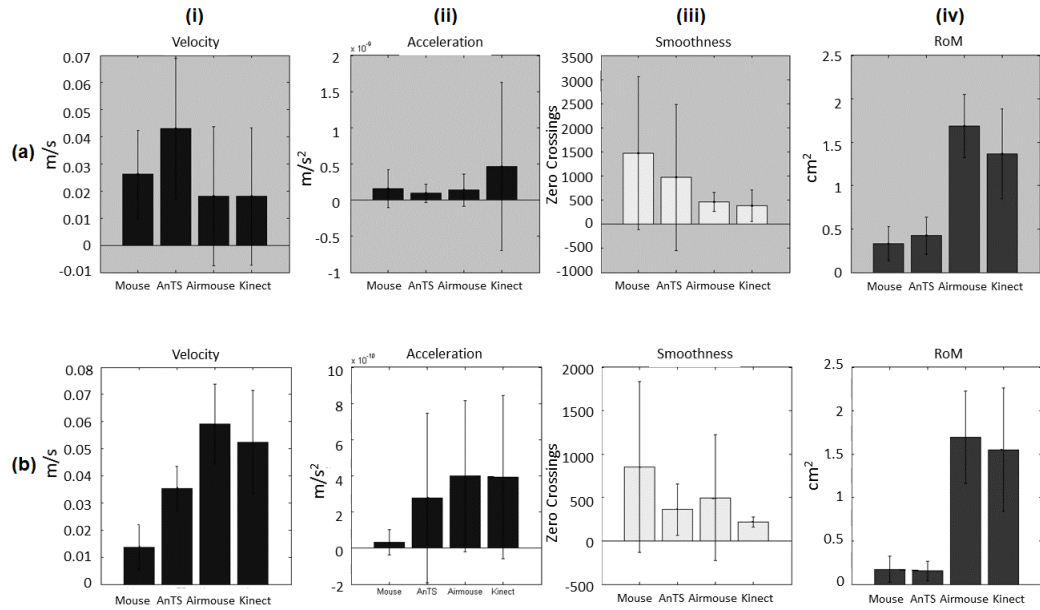 (i) (ii) (iii) (iv)
(a)
Velocity
0.07
0.06
0.05
0.04
0.03
0.02
0.01
0
-0.01
m/s
Mouse AnTS Airmouse Kinect
Acceleration
x 10⁻⁹
2
1.5
1
0.5
0
-0.5
-1
m/s²
Mouse AnTS Airmouse Kinect
Smoothness
3500
3000
2500
2000
1500
1000
500
0
-500
-1000
Zero Crossings
Mouse AnTS Airmouse Kinect
RoM
2.5
2
1.5
1
0.5
0
cm²
Mouse AnTS Airmouse Kinect
(b)
Velocity
0.08
0.07
0.06
0.05
0.04
0.03
0.02
0.01
0
m/s
Mouse AnTS Airmouse Kinect
Acceleration
x 10⁻¹⁰
10
8
6
4
2
0
-2
m/s²
Mouse AnTS Airmouse Kinect
Smoothness
2000
1500
1000
500
0
-500
Zero Crossings
Mouse AnTS Airmouse Kinect
RoM
2.5
2
1.5
1
0.5
0
cm²
Mouse AnTS Airmouse Kinect